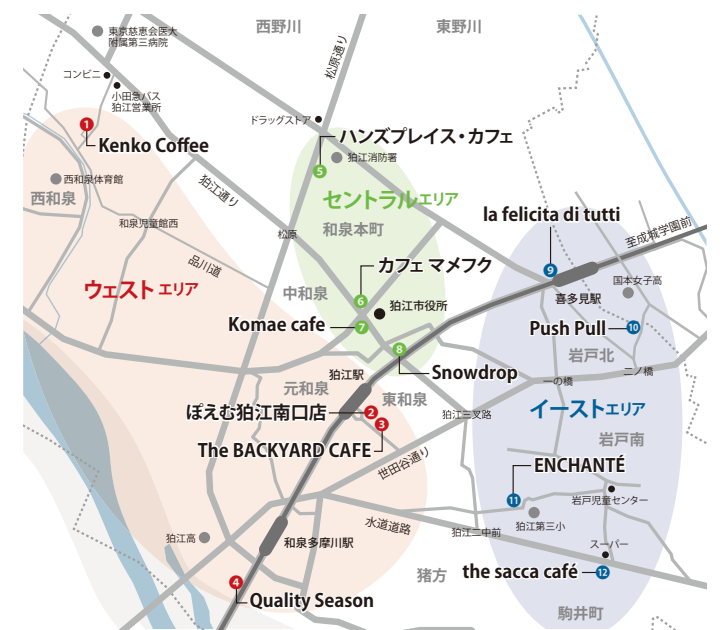 西野川
東野川
東京慈恵会医大
附属第三病院
松原通り
コンビニ
小田急バス
狛江営業所
ドラッグストア
1
Kenko Coffee
ハンズプレイス・カフェ
5
狛江消防署
西和泉体育館
西和泉
狛江通り
セントラルエリア
la felicita di tutti
和泉児童館西
松原
和泉本町
至成城学園前
品川道
カフェ マメフク
9
ウェストエリア
中和泉
喜多見駅
国本女子高
6
狛江市役所
Komae cafe
7
Push Pull
10
8
岩戸北
Snowdrop
狛江駅
一の橋
二ノ橋
元和泉
東和泉
ぽえむ狛江南口店
2
狛江三叉路
イーストエリア
3
The BACKYARD CAFE
岩戸南
世田谷通り
ENCHANTÉ
11
岩戸児童センター
狛江第三小
水道道路
狛江二中前
狛江高
和泉多摩川駅
スーパー
猪方
the sacca café
12
4
Quality Season
駒井町